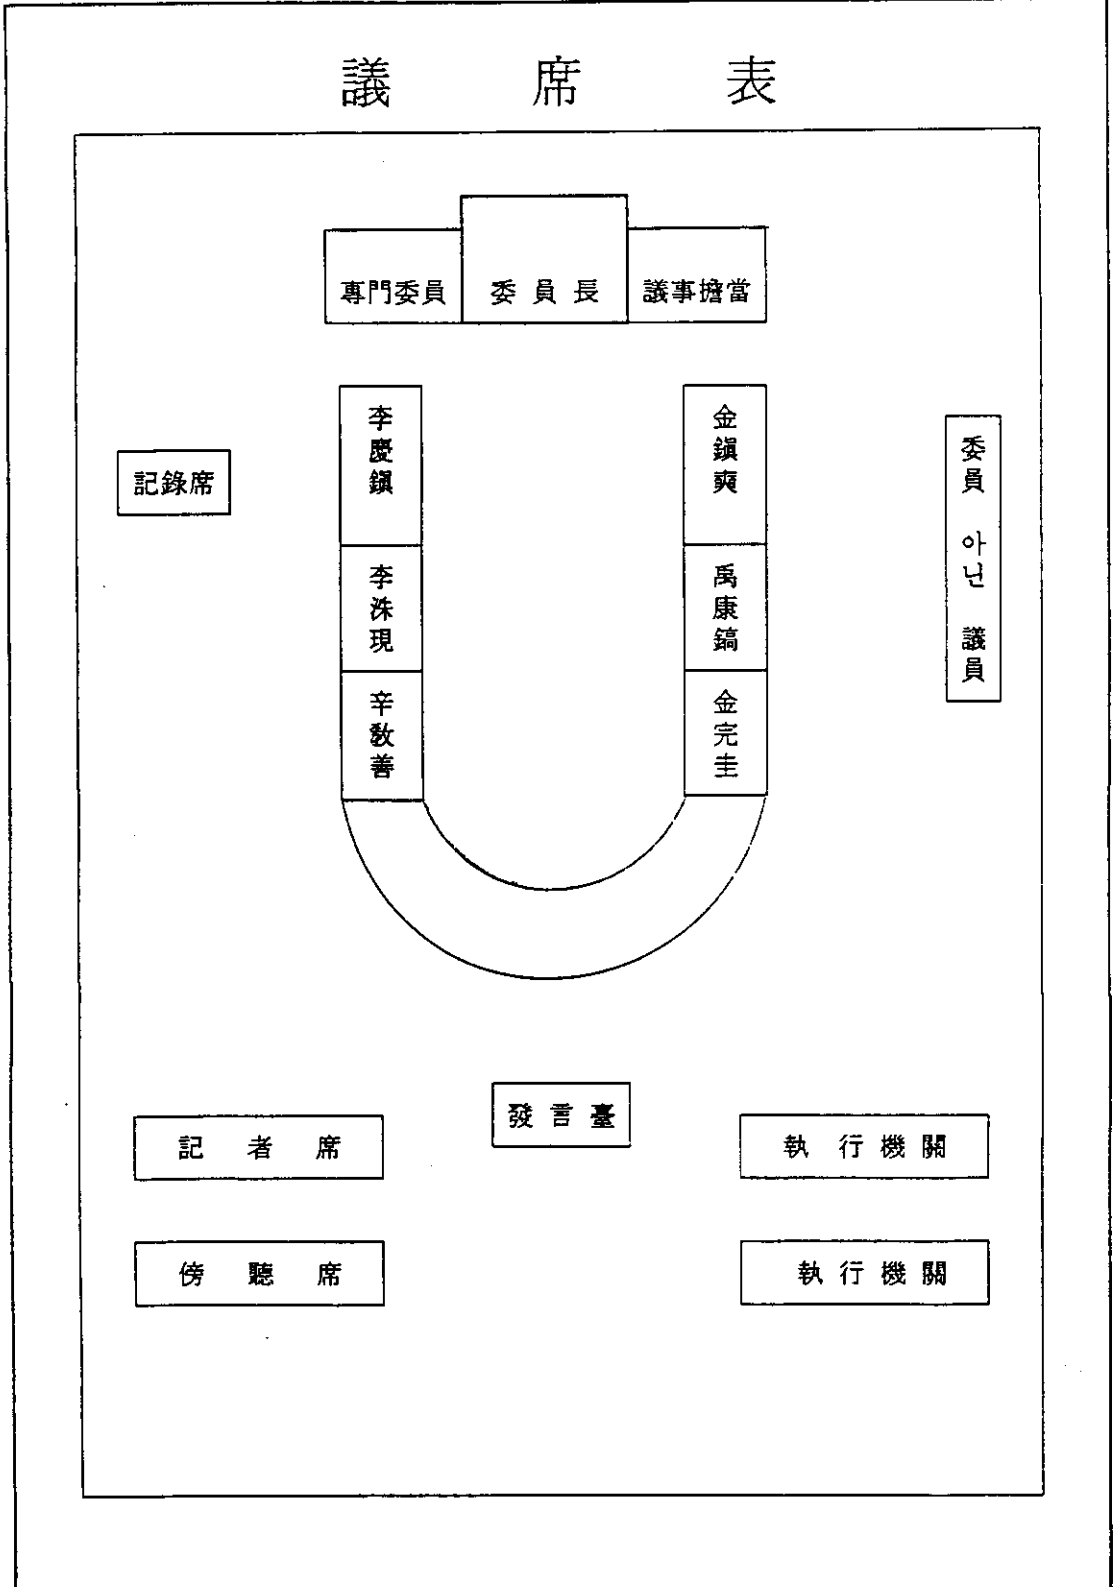 議席表
專門委員 委員長 議事擔當
李慶鎭
金鎭爽
記錄席
委員 아닌 議員
李洙現
禹康鎬
辛敎善
金完圭
發言臺
記者席
執行機關
傍聽席
執行機關